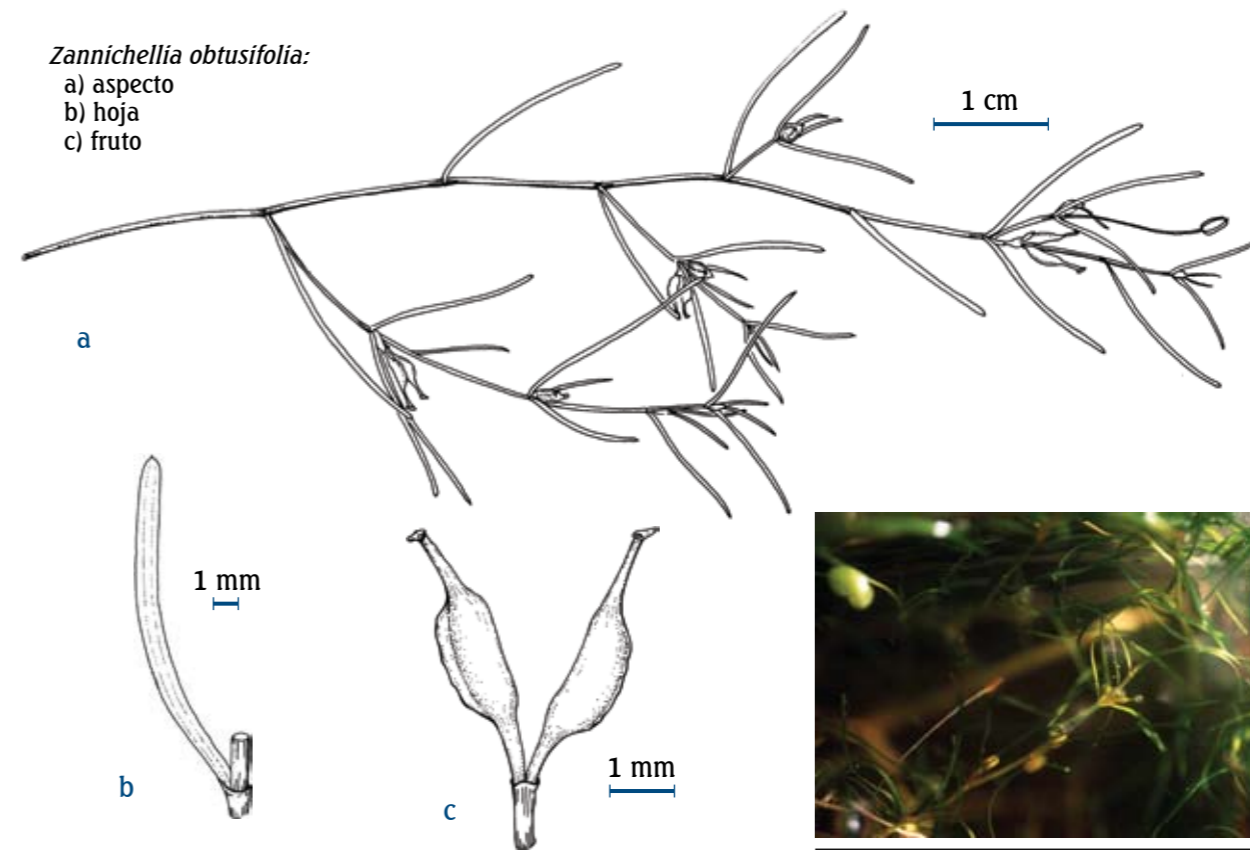 Zannichellia obtusifolia:
a) aspecto
b) hoja
c) fruto
1 cm
a
1 mm
b
1 mm
c